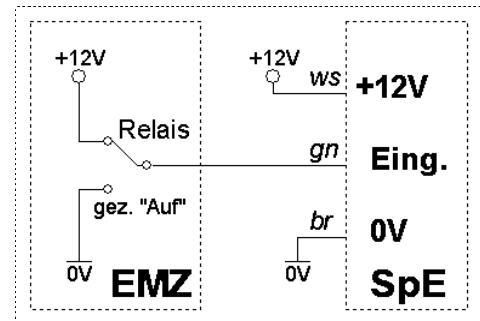 +12V
Relais
gez. "Auf"
0V
EMZ
+12V
ws
+12V
gn
Eing.
br
0V
0V
SpE